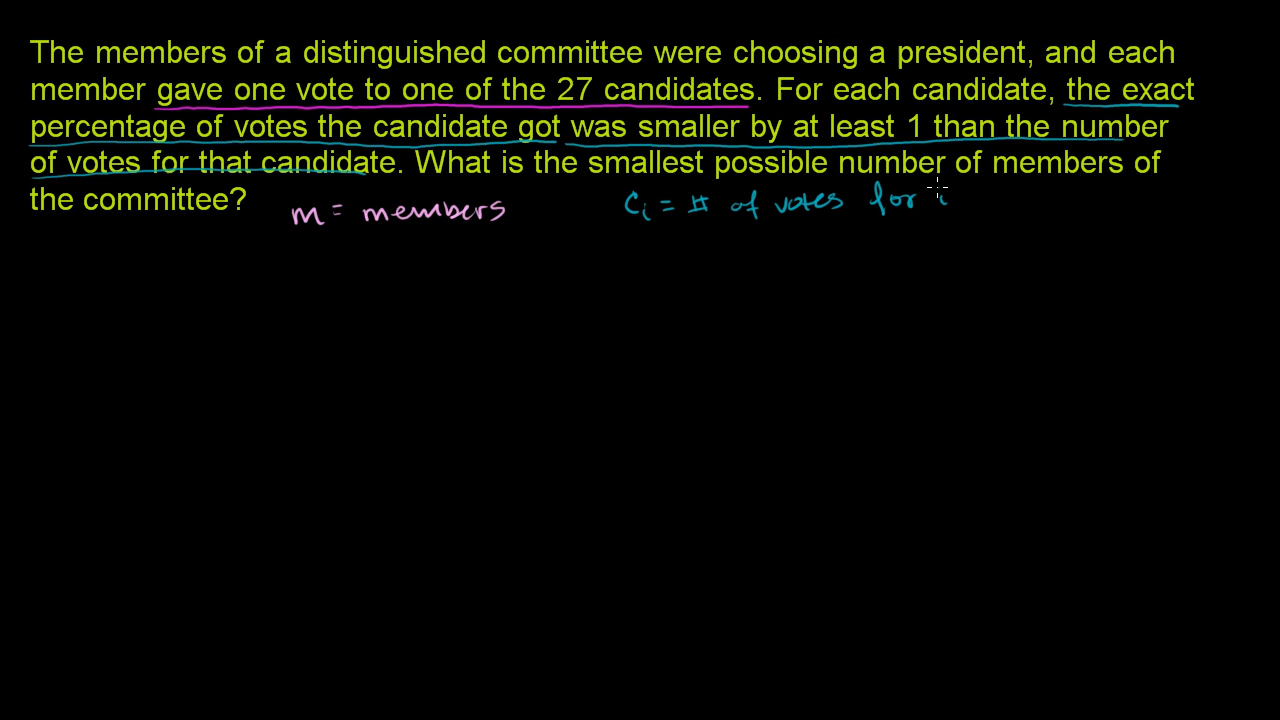 The members of a distinguished committee were choosing a president, and each
member gave one vote to one of the 27 candidates. For each candidate, the exact
percentage of votes the candidate got was smaller by at least 1 than the number
of votes for that candidate. What is the smallest possible number of members of
the committee?
m = members
Ci = # of votes for i